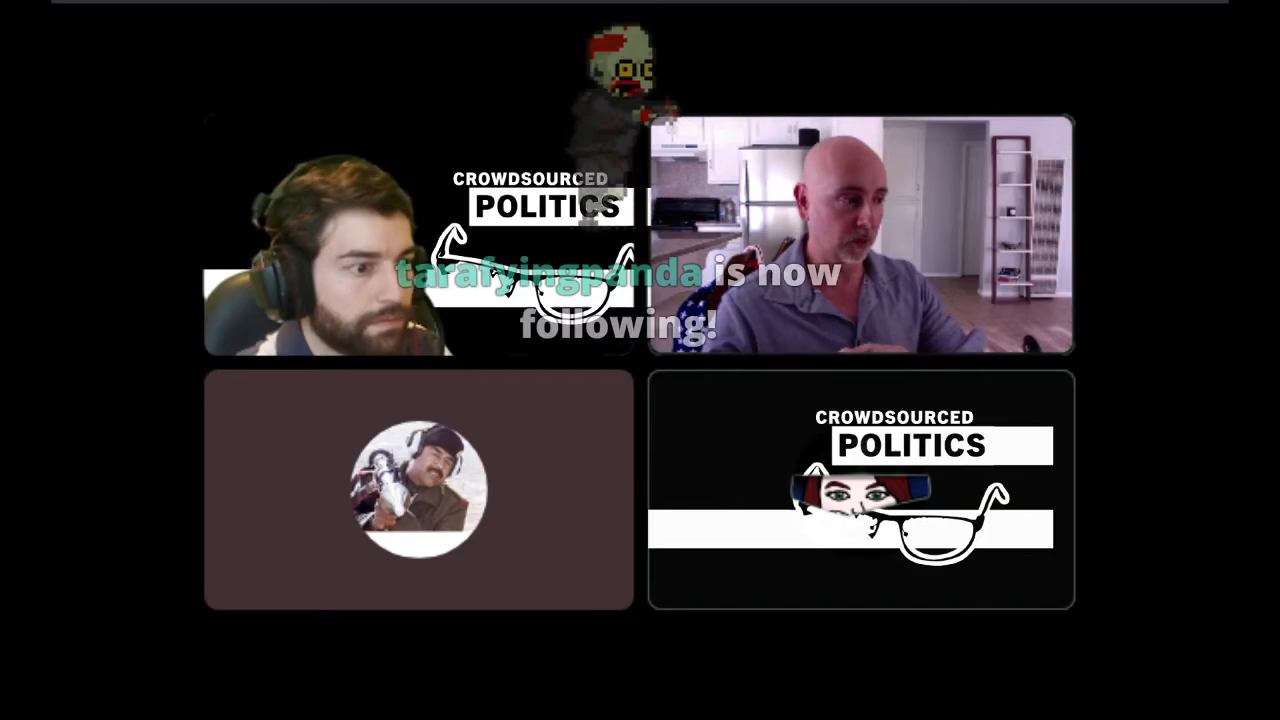 CROWDSOURCED
POLITICS
tarafyingpanda is now
following!
CROWDSOURCED
POLITICS